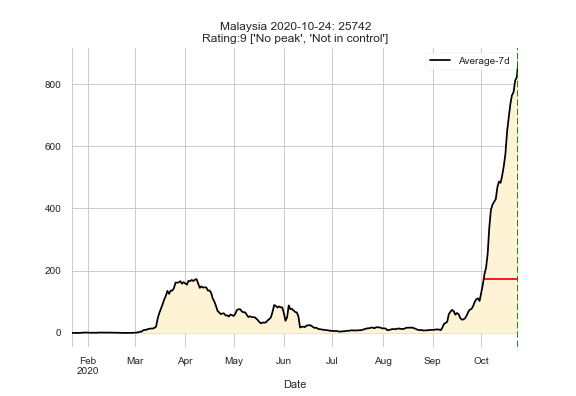 Malaysia 2020-10-24: 25742
Rating:9 ['No peak', 'Not in control']
Average-7d
800
600
400
200
0
Feb Mar Apr May Jun Jul Aug Sep Oct
2020
Date